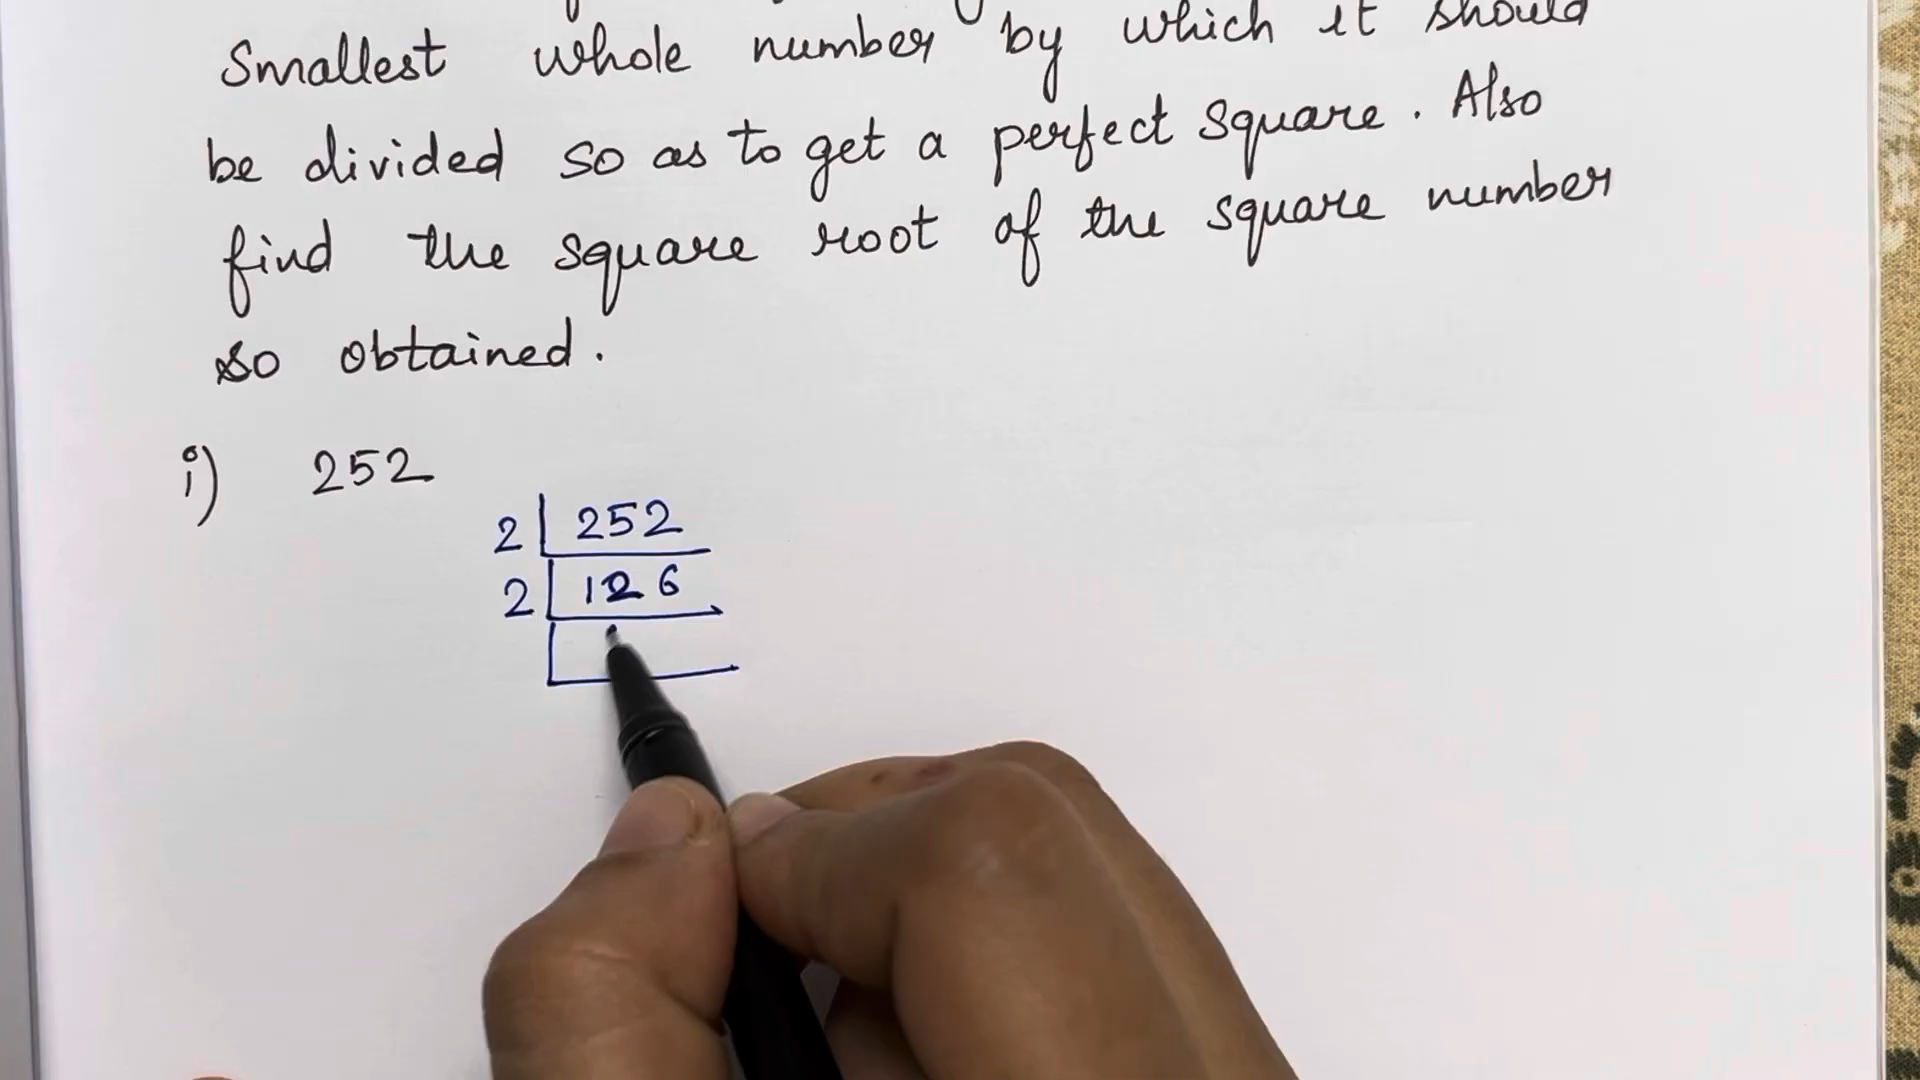 Smallest whole number by which it should
be divided so as to get a perfect square. Also
find the square root of the square number
so obtained.
i) 252
2 252
2 126